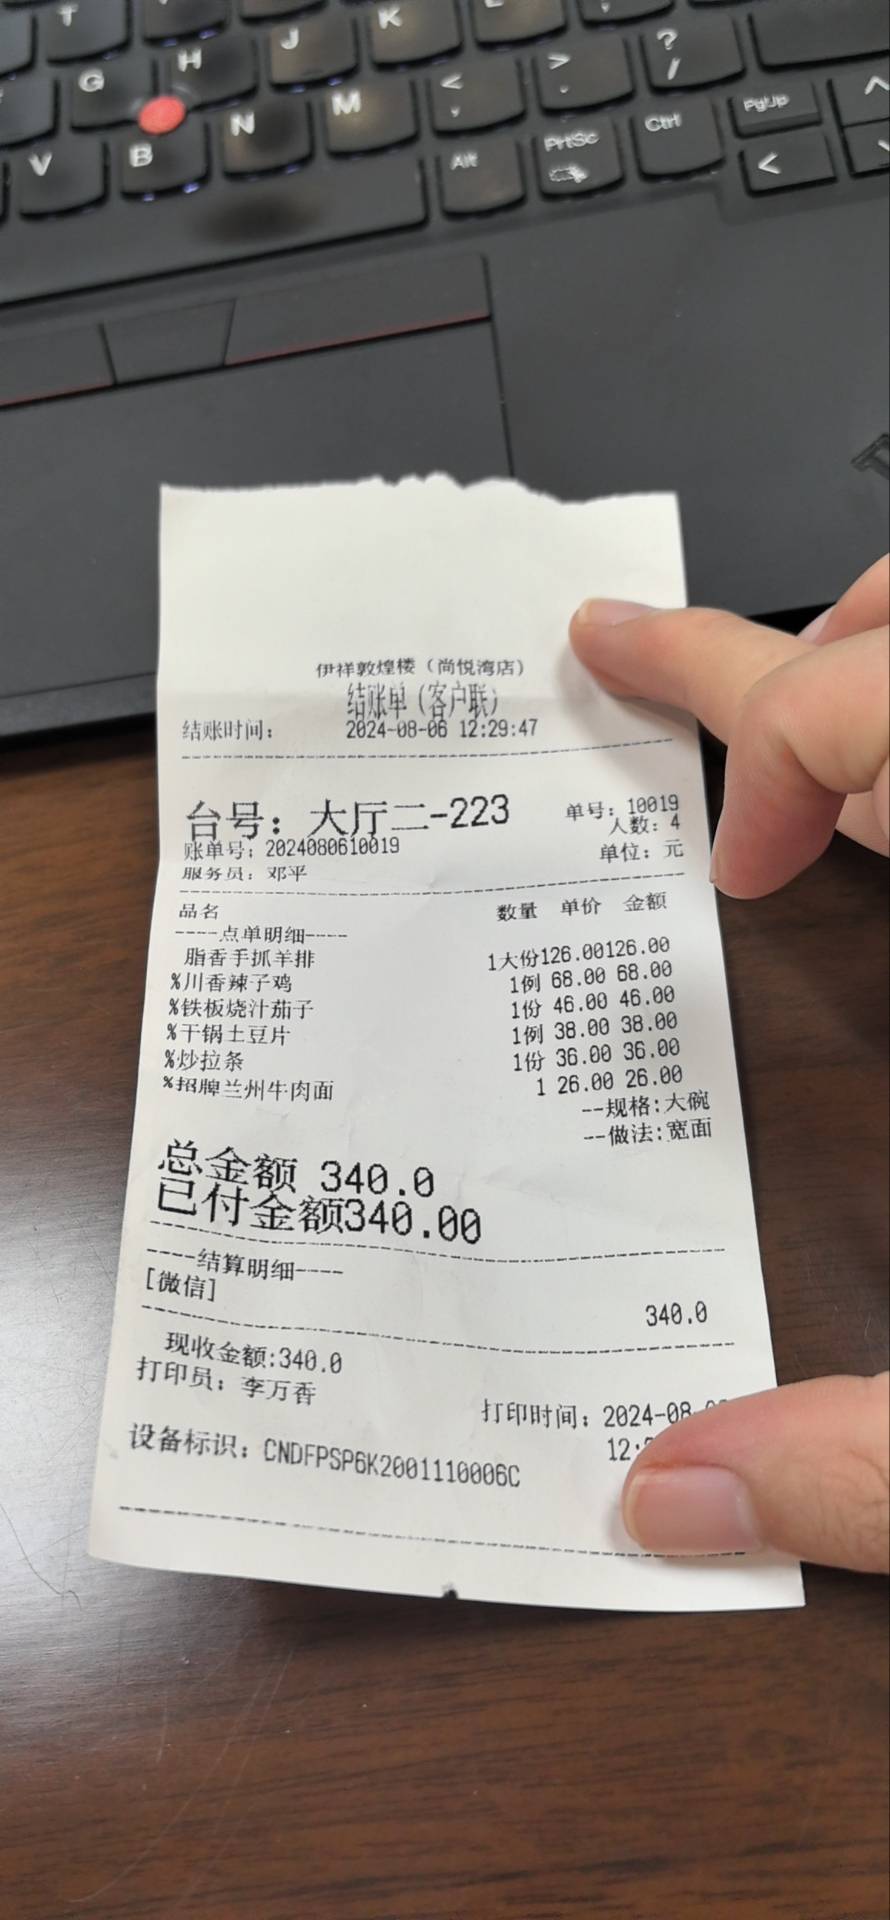 T J K L
G H < , > . ? /
V B N M Alt PrtSc Ctrl PgUp <
伊祥敦煌楼（尚悦湾店）
结账单（客户联）
结账时间： 2024-08-06 12:29:47
台号：大厅二-223 单号：10019
人数：4
账单号：2024080610019 单位：元
服务员：邓平
品名 数量 单价 金额
----点单明细----
脂香手抓羊排 1大份126.00126.00
%川香辣子鸡 1例 68.00 68.00
%铁板烧汁茄子 1份 46.00 46.00
%干锅土豆片 1例 38.00 38.00
%炒拉条 1份 36.00 36.00
%招牌兰州牛肉面 1 26.00 26.00
--规格:大碗
--做法:宽面
总金额 340.0
已付金额340.00
----结算明细----
[微信] 340.0
现收金额:340.0
打印员：李万香 打印时间：2024-08-
12:
设备标识：CNDFPSP6K2001110006C